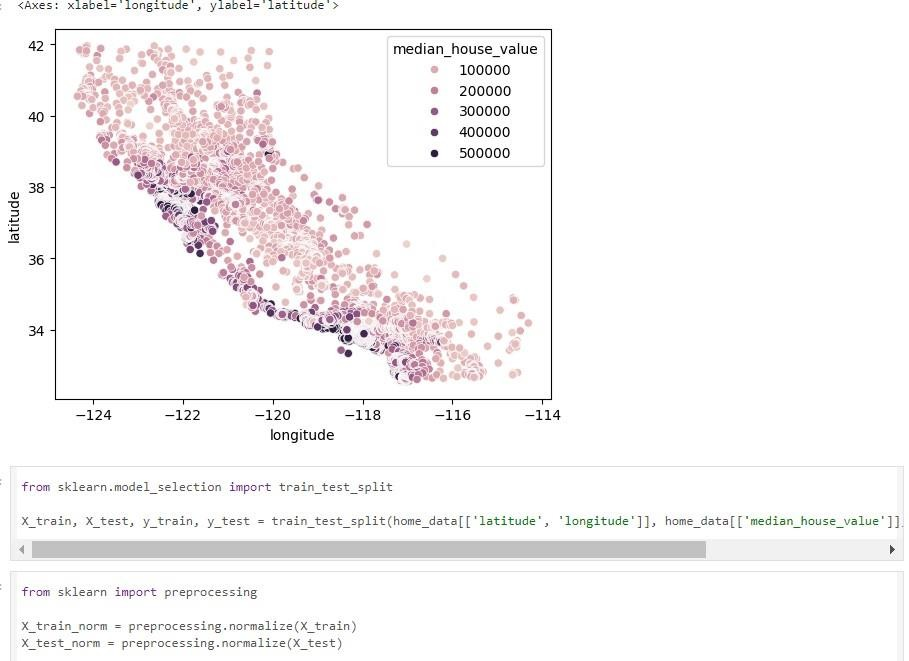 <Axes: xlabel='longitude', ylabel='latitude'>
median_house_value
100000
200000
300000
400000
500000
42
40
38
36
34
latitude
−124 −122 −120 −118 −116 −114
longitude
from sklearn.model_selection import train_test_split
X_train, X_test, y_train, y_test = train_test_split(home_data[['latitude', 'longitude']], home_data[['median_house_value']]
from sklearn import preprocessing
X_train_norm = preprocessing.normalize(X_train)
X_test_norm = preprocessing.normalize(X_test)